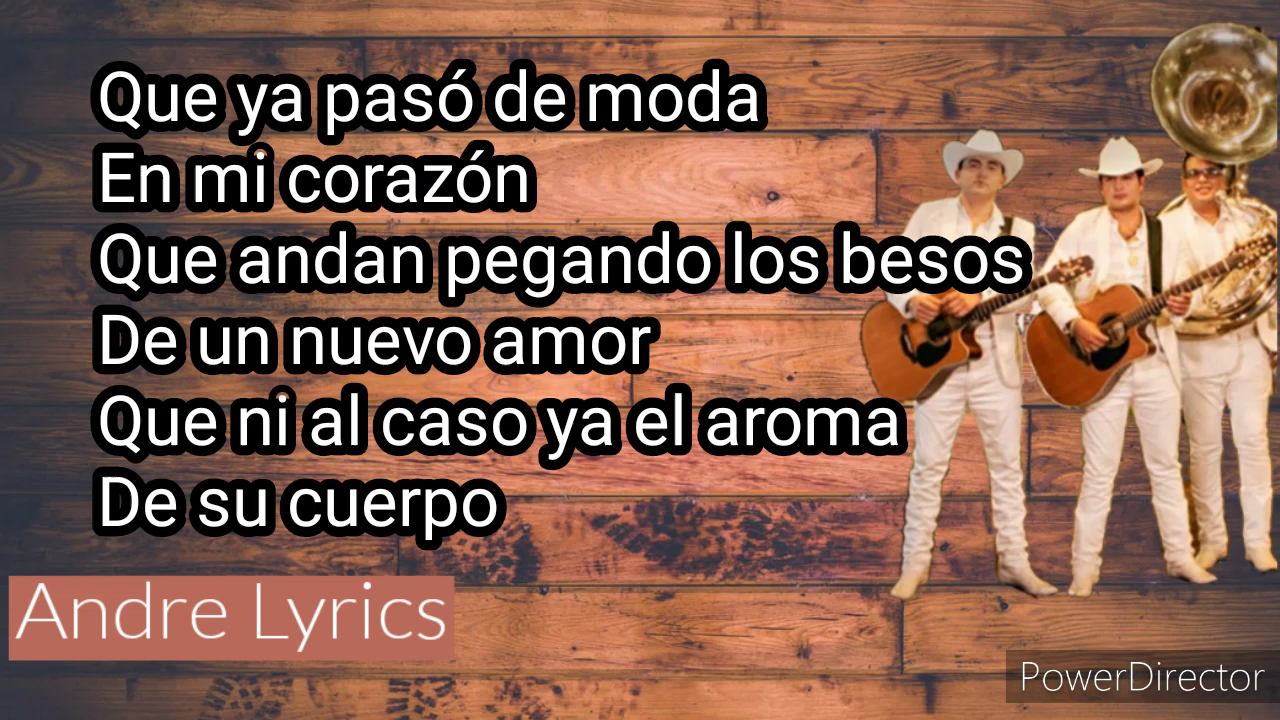 Que ya pasó de moda
En mi corazón
Que andan pegando los besos
De un nuevo amor
Que ni al caso ya el aroma
De su cuerpo
Andre Lyrics
PowerDirector